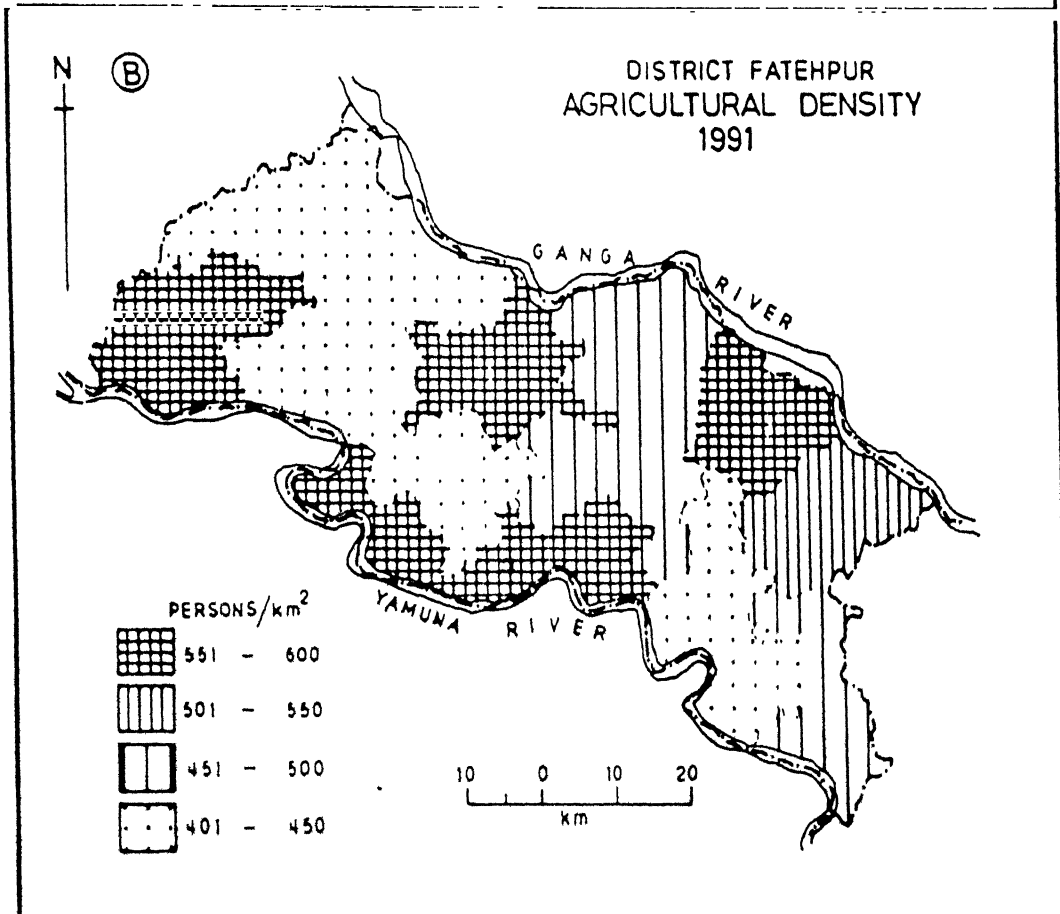 N
B
DISTRICT FATEHPUR
AGRICULTURAL DENSITY
1991
GANGA RIVER
YAMUNA RIVER
PERSONS/km²
551 - 600
501 - 550
451 - 500
401 - 450
10 0 10 20
km